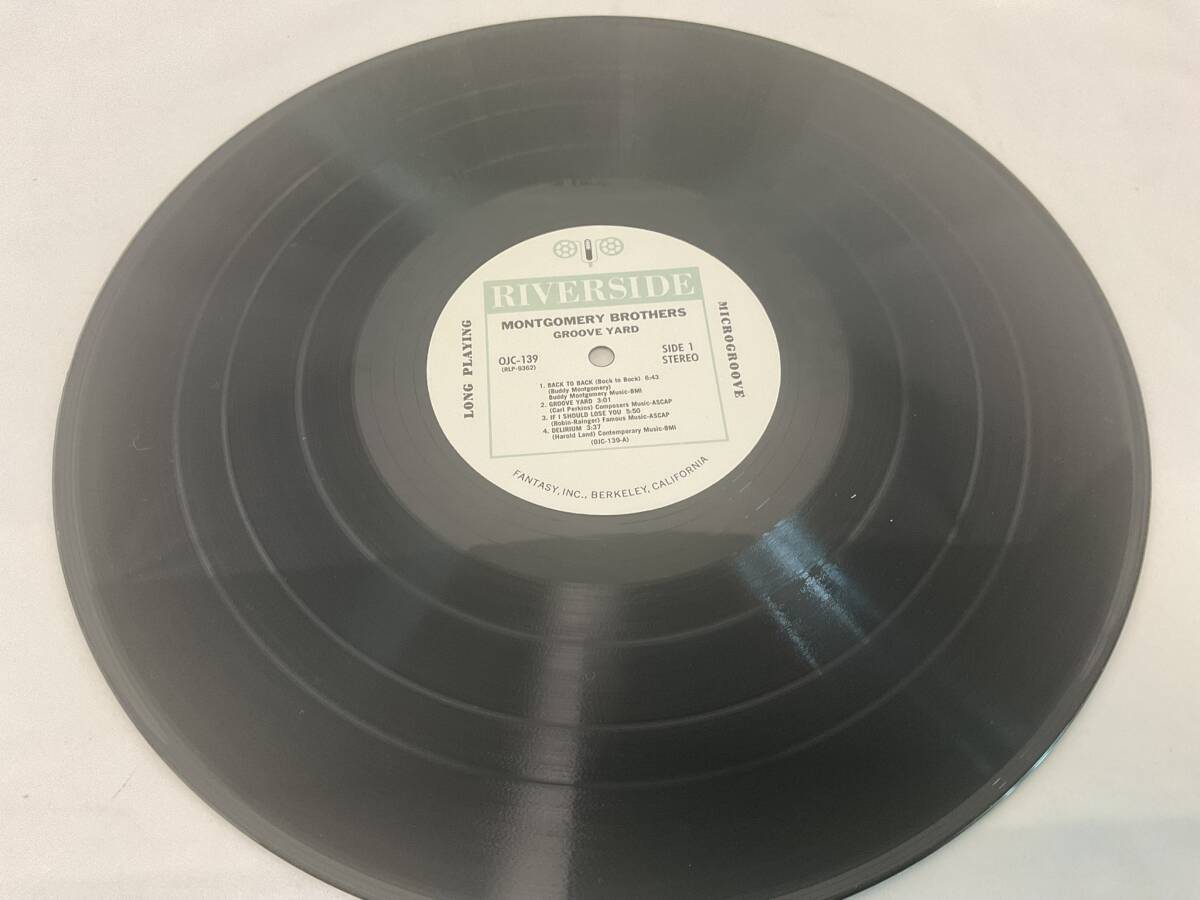 RIVERSIDE
MONTGOMERY BROTHERS
GROOVE YARD
LONG PLAYING
MICROGROOVE
OJC-139
(RLP-9362)
SIDE 1
STEREO
1. BACK TO BACK (Bock to Bock) 6:43
(Buddy Montgomery)
Buddy Montgomery Music-BMI
2. GROOVE YARD 3:01
(Carl Perkins) Composers Music-ASCAP
3. IF I SHOULD LOSE YOU 5:50
(Robin-Rainger) Famous Music-ASCAP
4. DELIRIUM 3:37
(Harold Land) Contemporary Music-BMI
(OJC-139-A)
FANTASY, INC., BERKELEY, CALIFORNIA